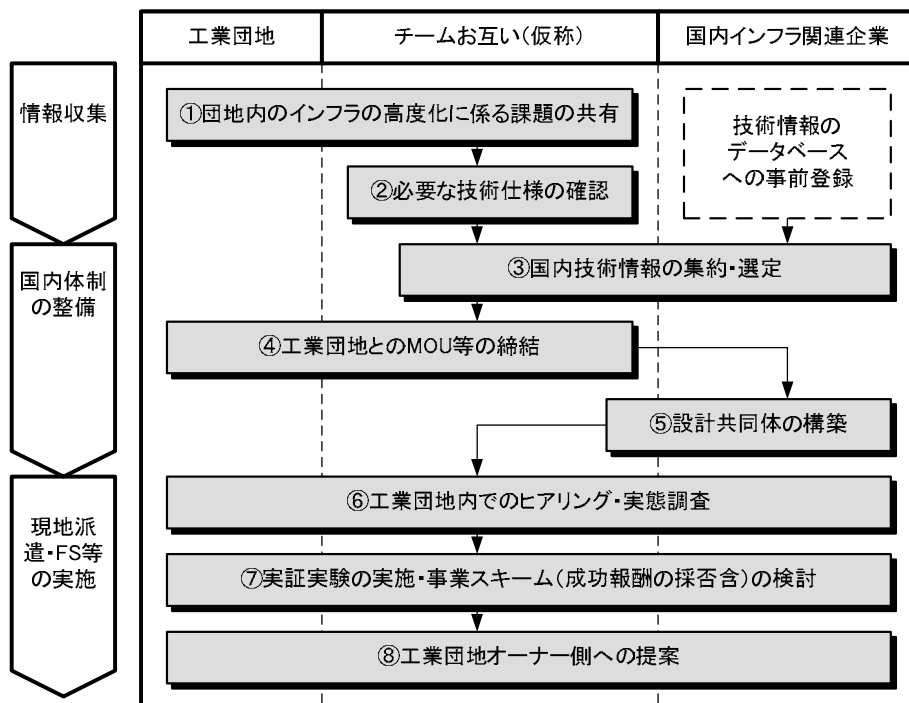 工業団地
チームお互い(仮称)
国内インフラ関連企業
情報収集
①団地内のインフラの高度化に係る課題の共有
技術情報の
データベース
への事前登録
②必要な技術仕様の確認
国内体制
の整備
③国内技術情報の集約・選定
④工業団地とのMOU等の締結
⑤設計共同体の構築
現地派
遣・FS等
の実施
⑥工業団地内でのヒアリング・実態調査
⑦実証実験の実施・事業スキーム(成功報酬の採否含)の検討
⑧工業団地オーナー側への提案